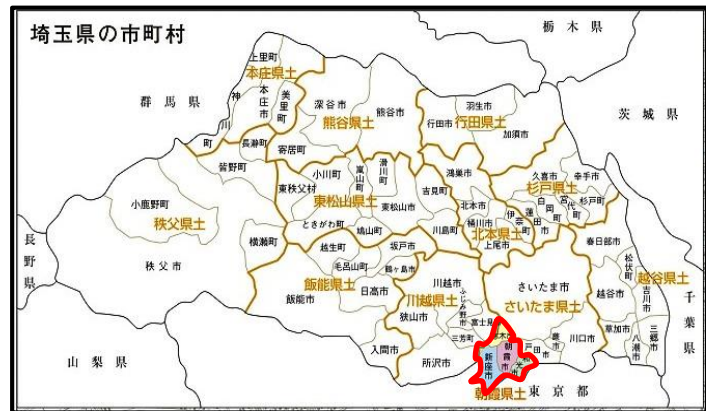 埼玉県の市町村
栃木県
群馬県
茨城県
長野県
山梨県
東京都
千葉県
上里町
本庄県土
本庄市
美里町
神川町
長瀞町
皆野町
小鹿野町
秩父県土
秩父市
横瀬町
深谷市
熊谷市
熊谷県土
寄居町
行田市
行田県土
羽生市
加須市
東秩父村
小川町
嵐山町
滑川町
東松山県土
東松山市
吉見町
ときがわ町
鳩山町
川島町
鴻巣市
北本市
桶川市
北本県土
上尾市
伊奈町
蓮田市
白岡町
宮代町
久喜市
幸手市
杉戸県土
杉戸町
春日部市
越生町
毛呂山町
坂戸市
鶴ヶ島市
飯能県土
飯能市
日高市
川越市
川越県土
狭山市
入間市
所沢市
ふじみ野市
富士見
三芳町
さいたま市
さいたま県土
川口市
蕨市
戸田市
松伏町
越谷県土
越谷市
吉川市
草加市
八潮市
三郷市
新座市
朝霞市
朝霞県土